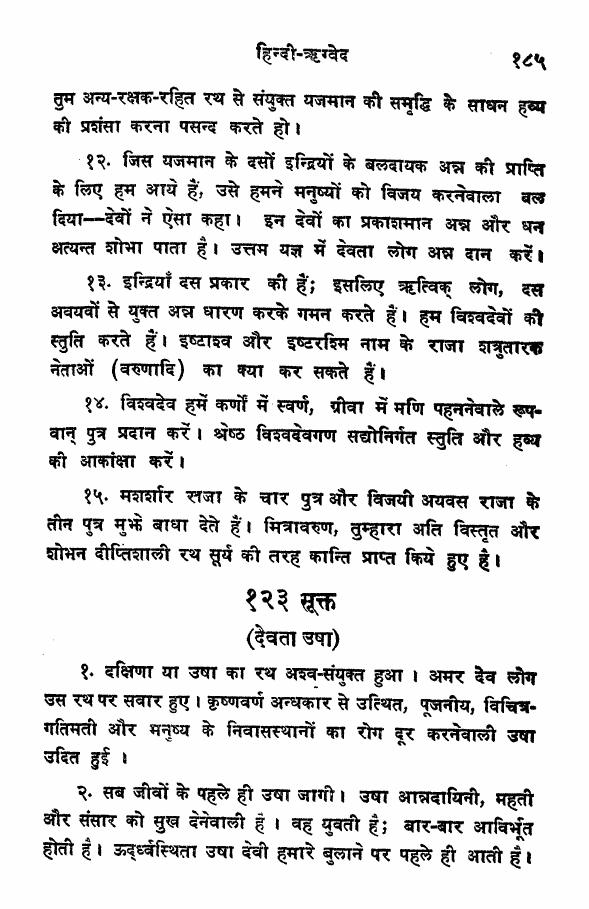 हिन्दी-ऋग्वेद
१८५
तुम अन्य-रक्षक-रहित रथ से संयुक्त यजमान की समृद्धि के साधन हव्य
की प्रशंसा करना पसन्द करते हो।
१२. जिस यजमान के दसों इन्द्रियों के बलदायक अन्न की प्राप्ति
के लिए हम आये हैं, उसे हमने मनुष्यों को विजय करनेवाला बल
दिया—देवों ने ऐसा कहा। इन देवों का प्रकाशमान अन्न और धन
अत्यन्त शोभा पाता है। उत्तम यज्ञ में देवता लोग अन्न दान करें।
१३. इन्द्रियाँ दस प्रकार की हैं; इसलिए ऋत्विक् लोग, दस
अवयवों से युक्त अन्न धारण करके गमन करते हैं। हम विश्वदेवों की
स्तुति करते हैं। इष्टाश्व और इष्टरश्मि नाम के राजा शत्रुतारक
नेताओं (वरुणादि) का क्या कर सकते हैं।
१४. विश्वदेव हमें कर्णों में स्वर्ण, ग्रीवा में मणि पहननेवाले रूप-
वान् पुत्र प्रदान करें। श्रेष्ठ विश्वदेवगण सद्योनिर्गत स्तुति और हव्य
की आकांक्षा करें।
१५. मशर्शार राजा के चार पुत्र और विजयी अयवस राजा के
तीन पुत्र मुझे बाधा देते हैं। मित्रावरुण, तुम्हारा अति विस्तृत और
शोभन दीप्तिशाली रथ सूर्य की तरह कान्ति प्राप्त किये हुए है।
१२३ सूक्त
(देवता उषा)
१. दक्षिणा या उषा का रथ अश्व-संयुक्त हुआ। अमर देव लोग
उस रथ पर सवार हुए। कृष्णवर्ण अन्धकार से उत्थित, पूजनीय, विचित्र-
गतिमती और मनुष्य के निवासस्थानों का रोग दूर करनेवाली उषा
उदित हुई ।
२. सब जीवों के पहले ही उषा जागी। उषा आन्नदायिनी, महती
और संसार को सुख देनेवाली है । वह युवती है; बार-बार आविर्भूत
होती है। ऊद्र्ध्वस्थिता उषा देवी हमारे बुलाने पर पहले ही आती है।